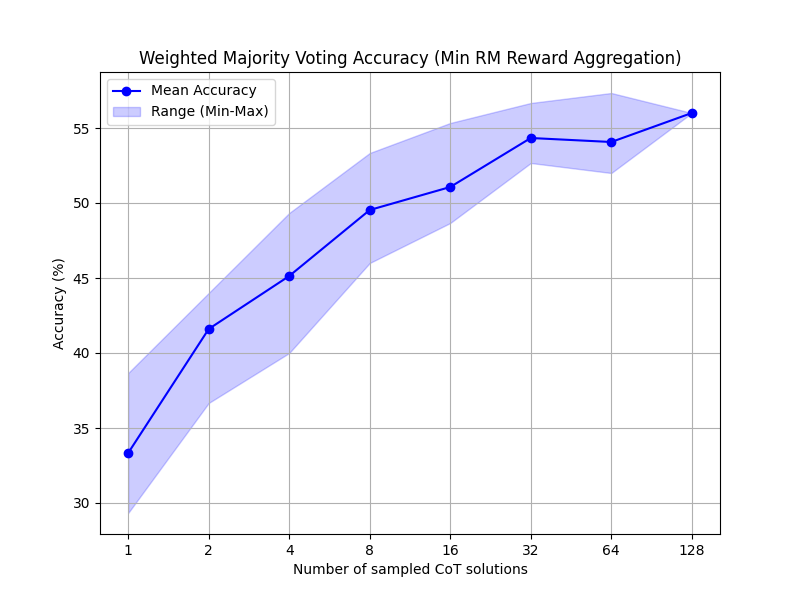 Weighted Majority Voting Accuracy (Min RM Reward Aggregation)
Mean Accuracy
Range (Min-Max)
Accuracy (%)
55
50
45
40
35
30
1 2 4 8 16 32 64 128
Number of sampled CoT solutions